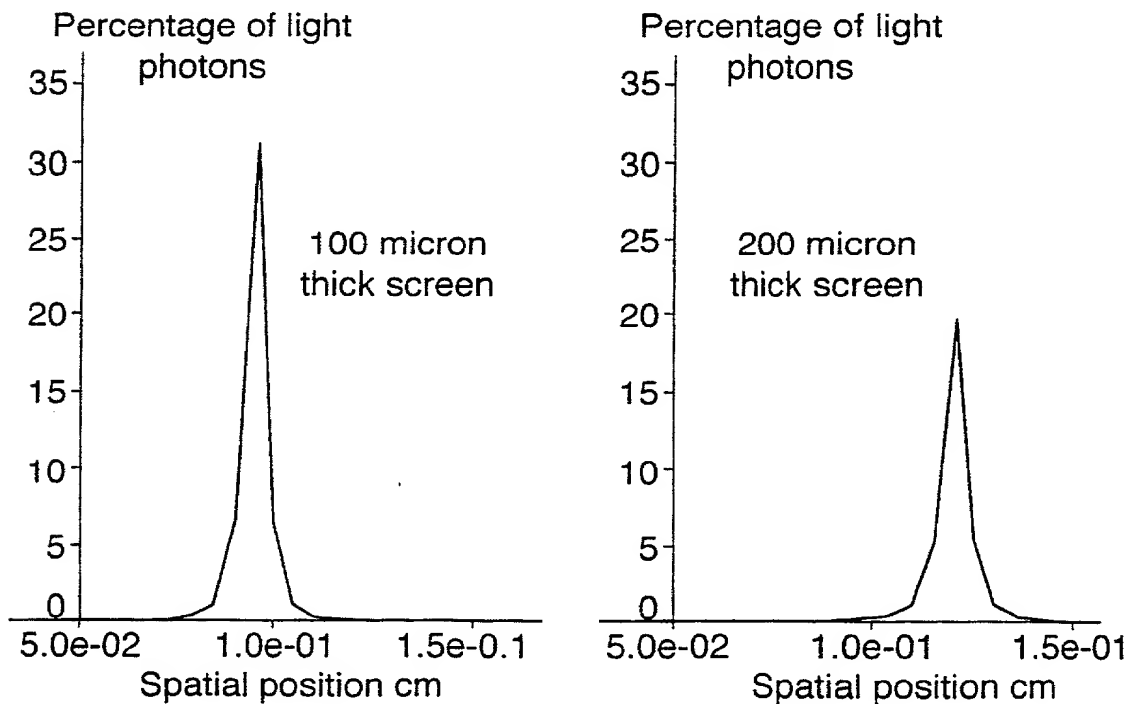 Percentage of light
photons
35
30
25
20
15
10
5
0
100 micron
thick screen
5.0e-02
1.0e-01
1.5e-0.1
Spatial position cm
Percentage of light
photons
35
30
25
20
15
10
5
0
200 micron
thick screen
5.0e-02
1.0e-01
1.5e-01
Spatial position cm